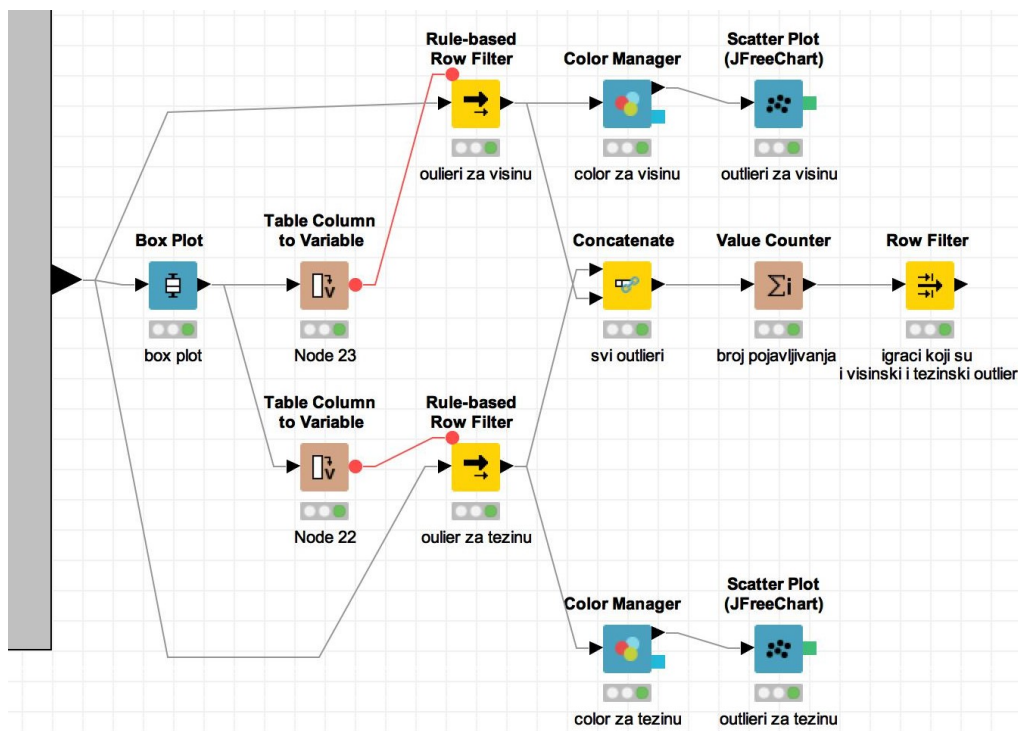 Rule-based
Row Filter
oulieri za visinu
Color Manager
color za visinu
Scatter Plot
(JFreeChart)
outlieri za visinu
Box Plot
box plot
Table Column
to Variable
V
Node 23
Concatenate
svi outlieri
Value Counter
Σi
broj pojavljivanja
Row Filter
igraci koji su
i visinski i tezinski outlier
Table Column
to Variable
V
Node 22
Rule-based
Row Filter
oulier za tezinu
Color Manager
color za tezinu
Scatter Plot
(JFreeChart)
outlieri za tezinu